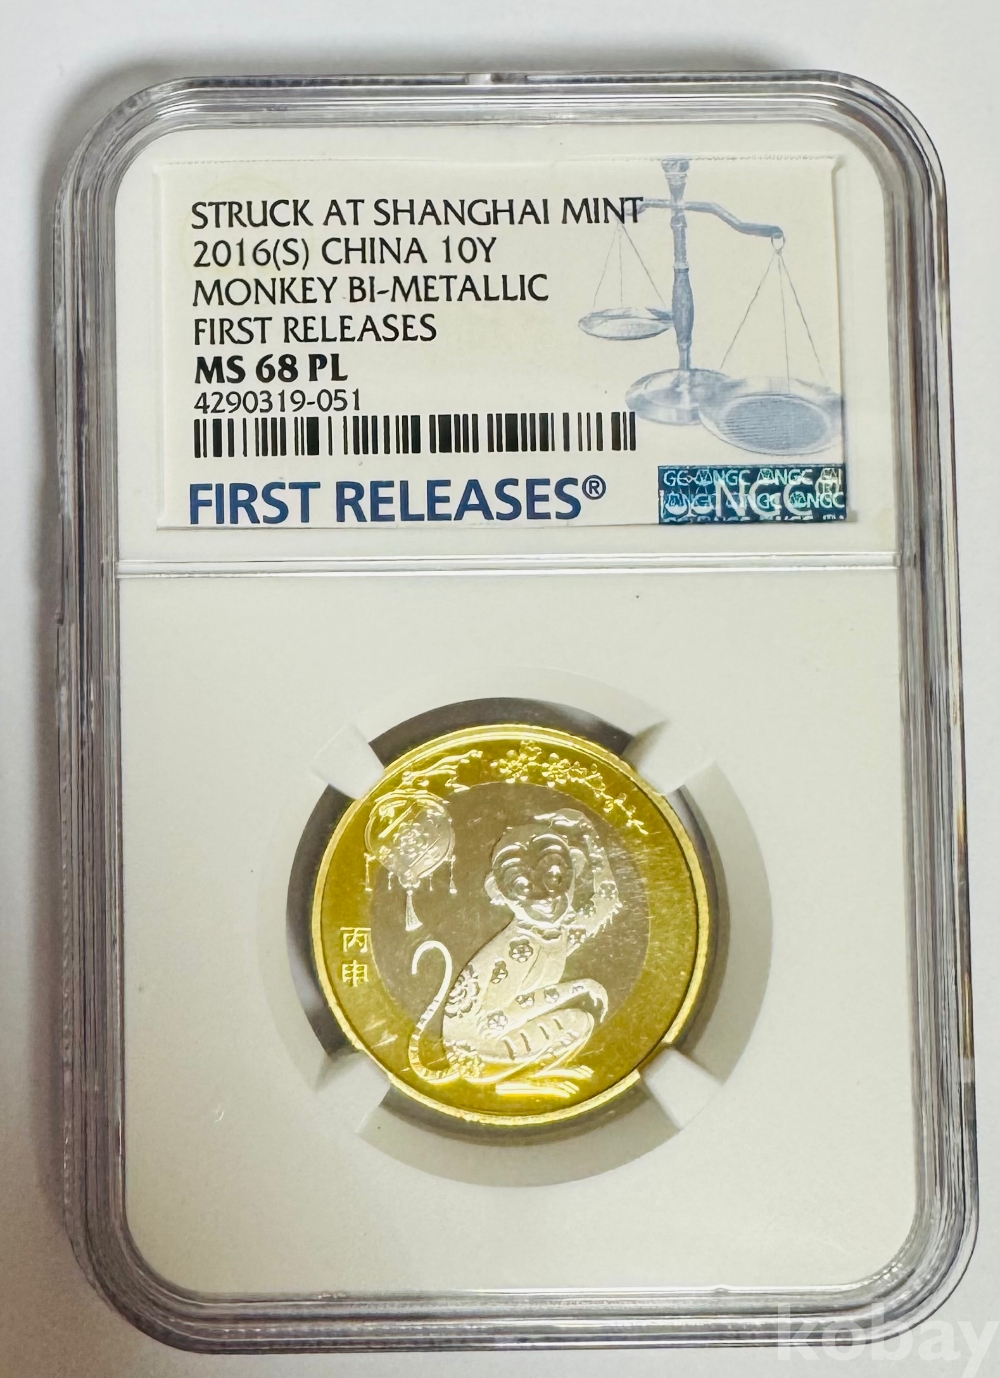 STRUCK AT SHANGHAI MINT
2016(S) CHINA 10Y
MONKEY BI-METALLIC
FIRST RELEASES
MS 68 PL
4290319-051
FIRST RELEASES®
NGC
丙
申
kobay